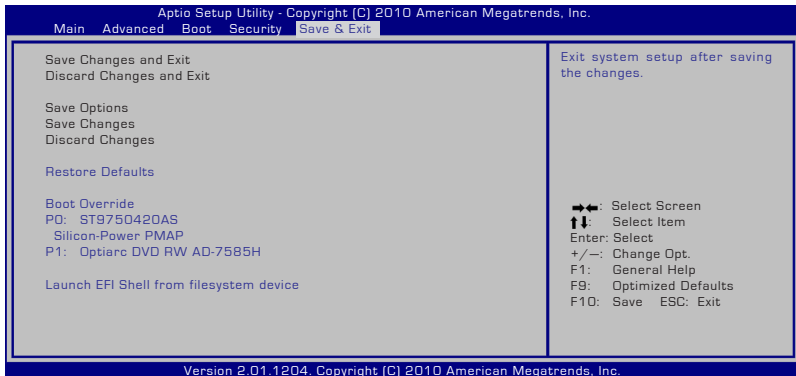 Aptio Setup Utility - Copyright (C) 2010 American Megatrends, Inc.
Main Advanced Boot Security Save & Exit
Save Changes and Exit
Discard Changes and Exit
Save Options
Save Changes
Discard Changes
Restore Defaults
Boot Override
P0: ST9750420AS
Silicon-Power PMAP
P1: Optiarc DVD RW AD-7585H
Launch EFI Shell from filesystem device
Exit system setup after saving
the changes.
→←: Select Screen
↑↓: Select Item
Enter: Select
+/—: Change Opt.
F1: General Help
F9: Optimized Defaults
F10: Save ESC: Exit
Version 2.01.1204. Copyright (C) 2010 American Megatrends, Inc.